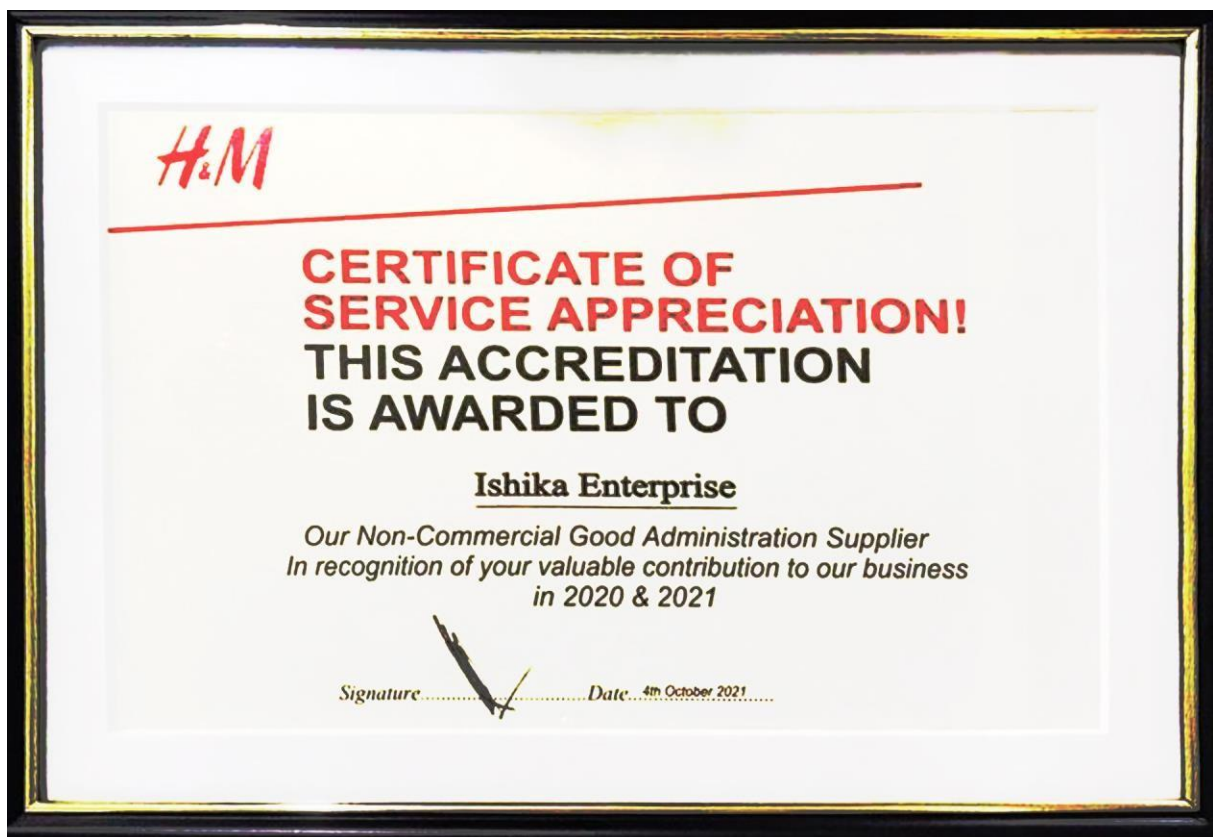 H&M
CERTIFICATE OF
SERVICE APPRECIATION!
THIS ACCREDITATION
IS AWARDED TO
Ishika Enterprise
Our Non-Commercial Good Administration Supplier
In recognition of your valuable contribution to our business
in 2020 & 2021
Signature.................................Date...4th October 2021......